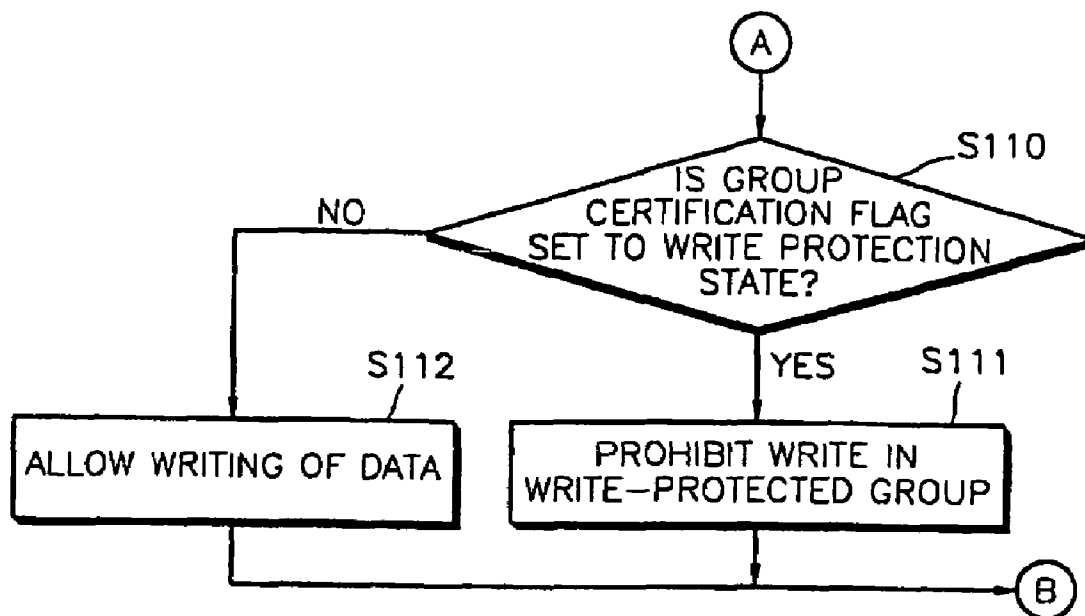 A
S110
IS GROUP
CERTIFICATION FLAG
SET TO WRITE PROTECTION
STATE?
NO
YES
S112
S111
ALLOW WRITING OF DATA
PROHIBIT WRITE IN
WRITE-PROTECTED GROUP
B